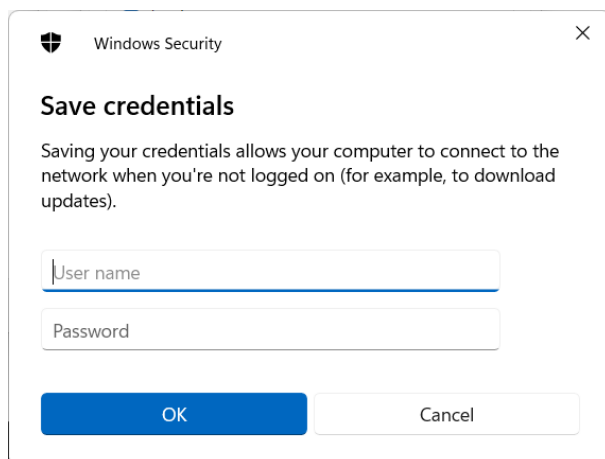 Windows Security
Save credentials
Saving your credentials allows your computer to connect to the
network when you're not logged on (for example, to download
updates).
User name
Password
OK
Cancel